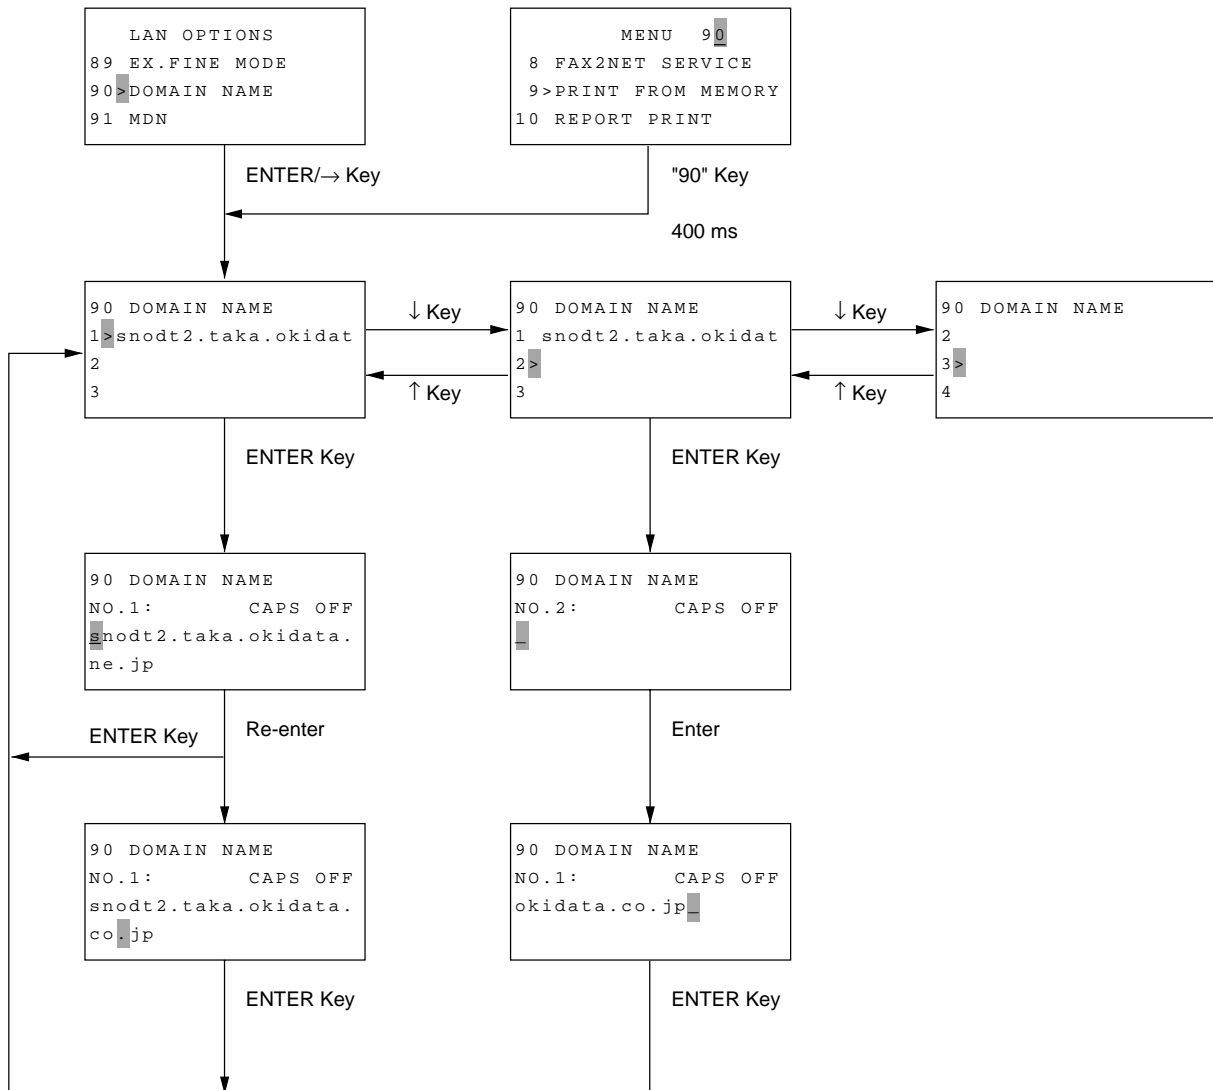 LAN OPTIONS
89 EX.FINE MODE
90>DOMAIN NAME
91 MDN
MENU 90
8 FAX2NET SERVICE
9>PRINT FROM MEMORY
10 REPORT PRINT
ENTER/→ Key
"90" Key
400 ms
90 DOMAIN NAME
1>snodt2.taka.okidat
2
3
↓ Key
↑ Key
90 DOMAIN NAME
1 snodt2.taka.okidat
2>
3
↓ Key
↑ Key
90 DOMAIN NAME
2
3>
4
ENTER Key
ENTER Key
90 DOMAIN NAME
NO.1: CAPS OFF
snodt2.taka.okidata.
ne.jp
90 DOMAIN NAME
NO.2: CAPS OFF
_
ENTER Key
Re-enter
Enter
90 DOMAIN NAME
NO.1: CAPS OFF
snodt2.taka.okidata.
co.jp
90 DOMAIN NAME
NO.1: CAPS OFF
okidata.co.jp_
ENTER Key
ENTER Key